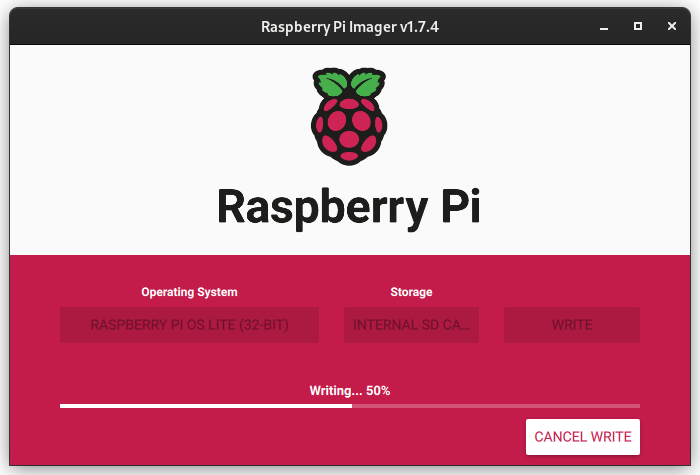 Raspberry Pi Imager v1.7.4
Raspberry Pi
Operating System
Storage
RASPBERRY PI OS LITE (32-BIT)
INTERNAL SD CA...
WRITE
Writing... 50%
CANCEL WRITE